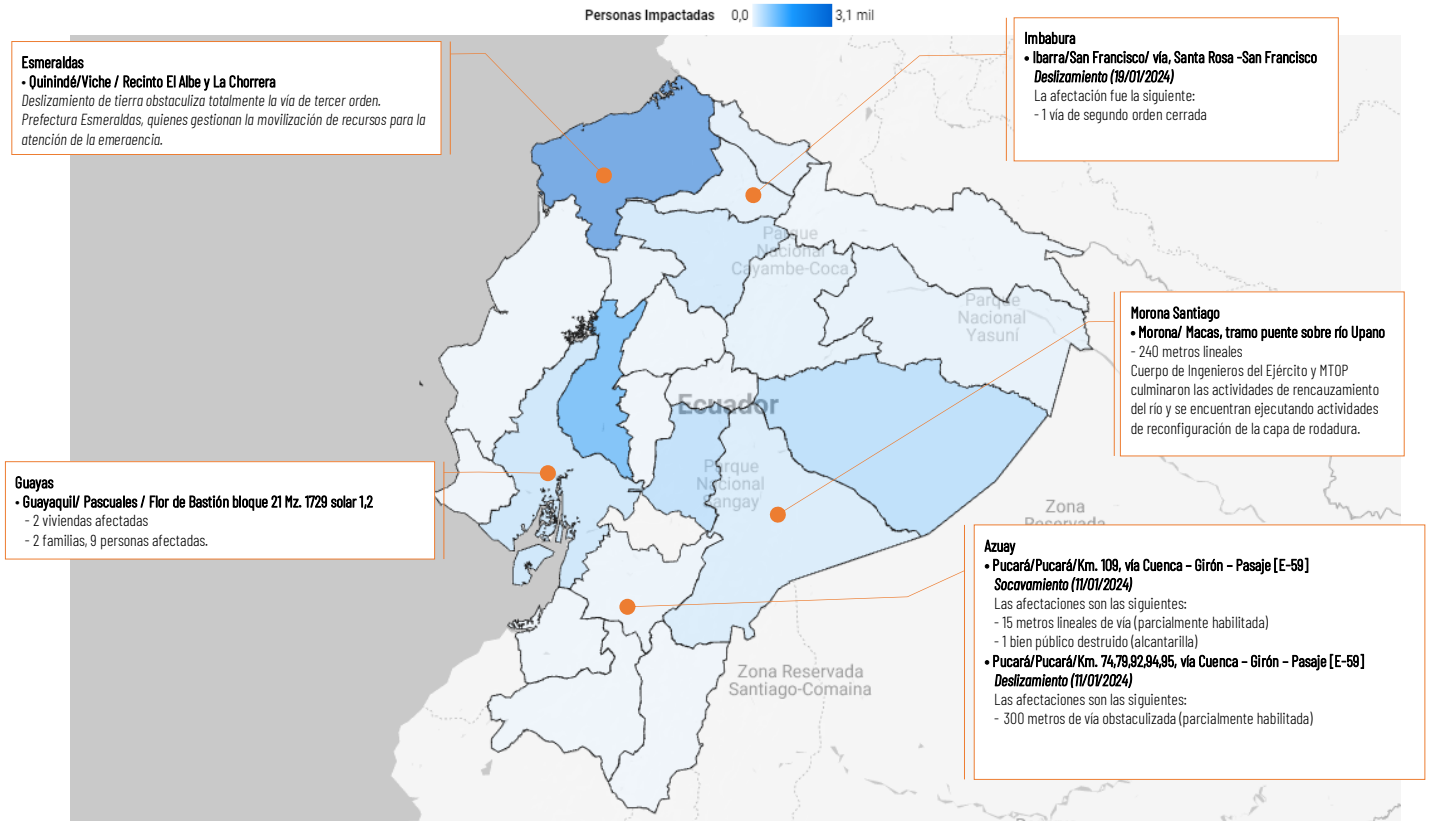 Personas Impactadas 0,0 3,1 mil
Esmeraldas
• Quinindé/Viche / Recinto El Albe y La Chorrera
Deslizamiento de tierra obstaculiza totalmente la vía de tercer orden.
Prefectura Esmeraldas, quienes gestionan la movilización de recursos para la
atención de la emergencia.
Imbabura
• Ibarra/San Francisco/ vía, Santa Rosa -San Francisco
Deslizamiento (19/01/2024)
La afectación fue la siguiente:
- 1 vía de segundo orden cerrada
Parque
Nacional
Cayambe-Coca
Parque
Nacional
Yasuní
Morona Santiago
• Morona/ Macas, tramo puente sobre río Upano
- 240 metros lineales
Cuerpo de Ingenieros del Ejército y MTOP
culminaron las actividades de rencauzamiento
del río y se encuentran ejecutando actividades
de reconfiguración de la capa de rodadura.
Ecuador
Parque
Nacional
Sangay
Guayas
• Guayaquil/ Pascuales / Flor de Bastión bloque 21 Mz. 1729 solar 1,2
- 2 viviendas afectadas
- 2 familias, 9 personas afectadas.
Zona
Reservada
Azuay
• Pucará/Pucará/Km. 109, vía Cuenca – Girón – Pasaje [E-59]
Socavamiento (11/01/2024)
Las afectaciones son las siguientes:
- 15 metros lineales de vía (parcialmente habilitada)
- 1 bien público destruido (alcantarilla)
• Pucará/Pucará/Km. 74,79,92,94,95, vía Cuenca – Girón – Pasaje [E-59]
Deslizamiento (11/01/2024)
Las afectaciones son las siguientes:
- 300 metros de vía obstaculizada (parcialmente habilitada)
Zona Reservada
Santiago-Comaina